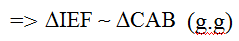 => ΔIEF ~ ΔCAB (g.g)